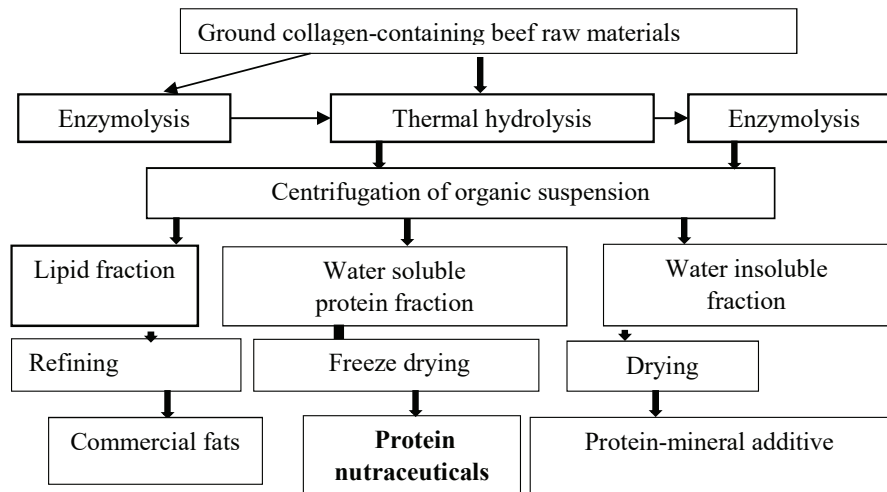 Ground collagen-containing beef raw materials
Enzymolysis
Thermal hydrolysis
Enzymolysis
Centrifugation of organic suspension
Lipid fraction
Water soluble
protein fraction
Water insoluble
fraction
Refining
Freeze drying
Drying
Commercial fats
Protein
nutraceuticals
Protein-mineral additive